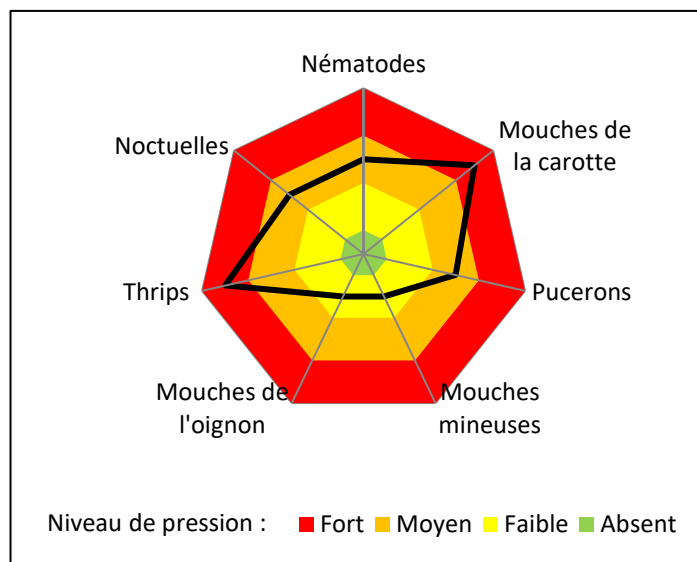 Nématodes
Mouches de
la carotte
Noctuelles
Thrips
Pucerons
Mouches de
l'oignon
Mouches
mineuses
Niveau de pression : Fort Moyen Faible Absent